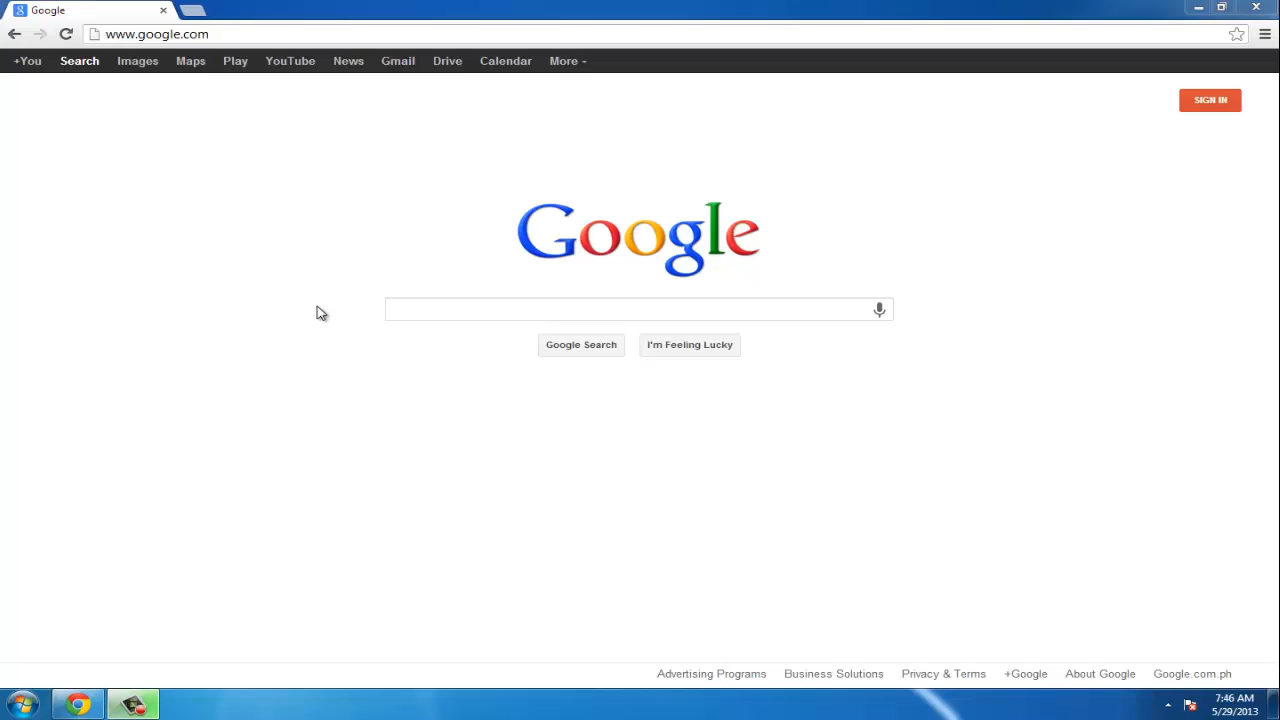 Google
www.google.com
+You Search Images Maps Play YouTube News Gmail Drive Calendar More
SIGN IN
Google
Google Search I'm Feeling Lucky
Advertising Programs Business Solutions Privacy & Terms +Google About Google Google.com.ph
7:46 AM
5/29/2013